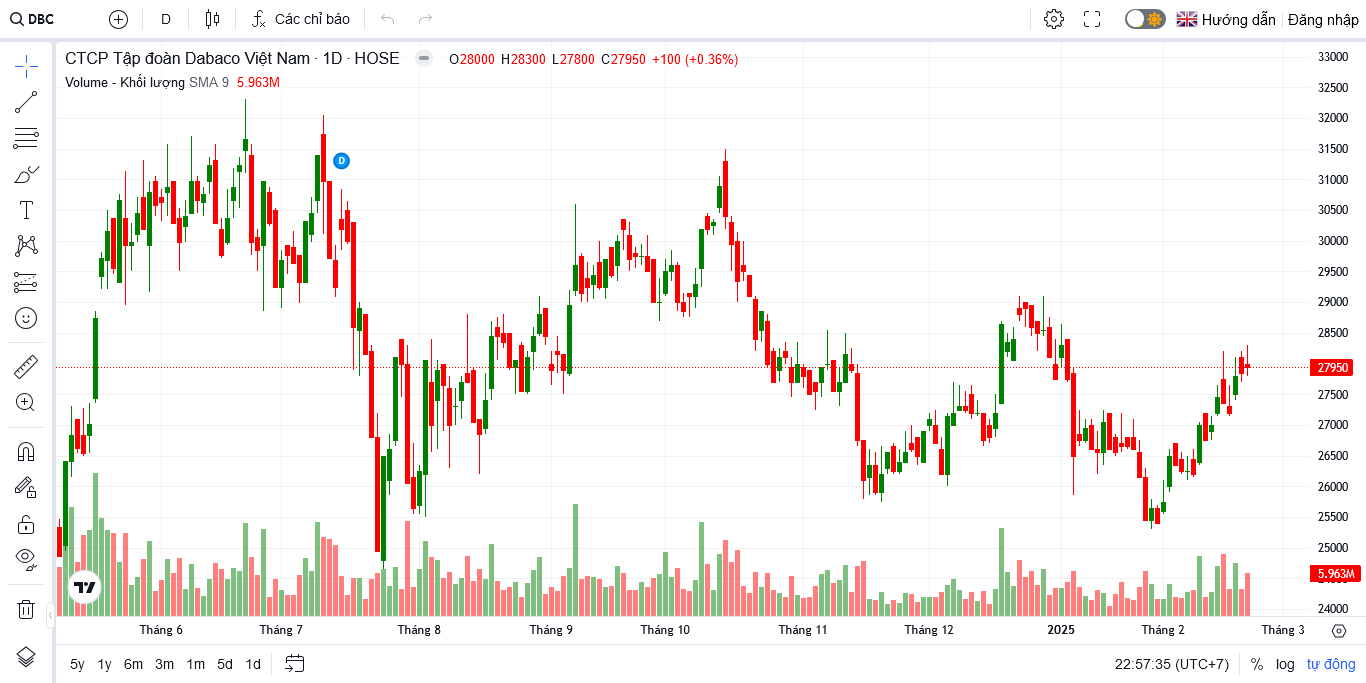 DBC D Các chỉ báo Hướng dẫn Đăng nhập
CTCP Tập đoàn Dabaco Việt Nam · 1D · HOSE O28000 H28300 L27800 C27950 +100 (+0.36%)
Volume - Khối lượng SMA 9 5.963M
33000
32500
32000
31500
D
31000
30500
30000
29500
29000
28500
27950
27500
27000
26500
26000
25500
25000
5.963M
24000
Tháng 6 Tháng 7 Tháng 8 Tháng 9 Tháng 10 Tháng 11 Tháng 12 2025 Tháng 2 Tháng 3
5y 1y 6m 3m 1m 5d 1d 22:57:35 (UTC+7) % log tự động